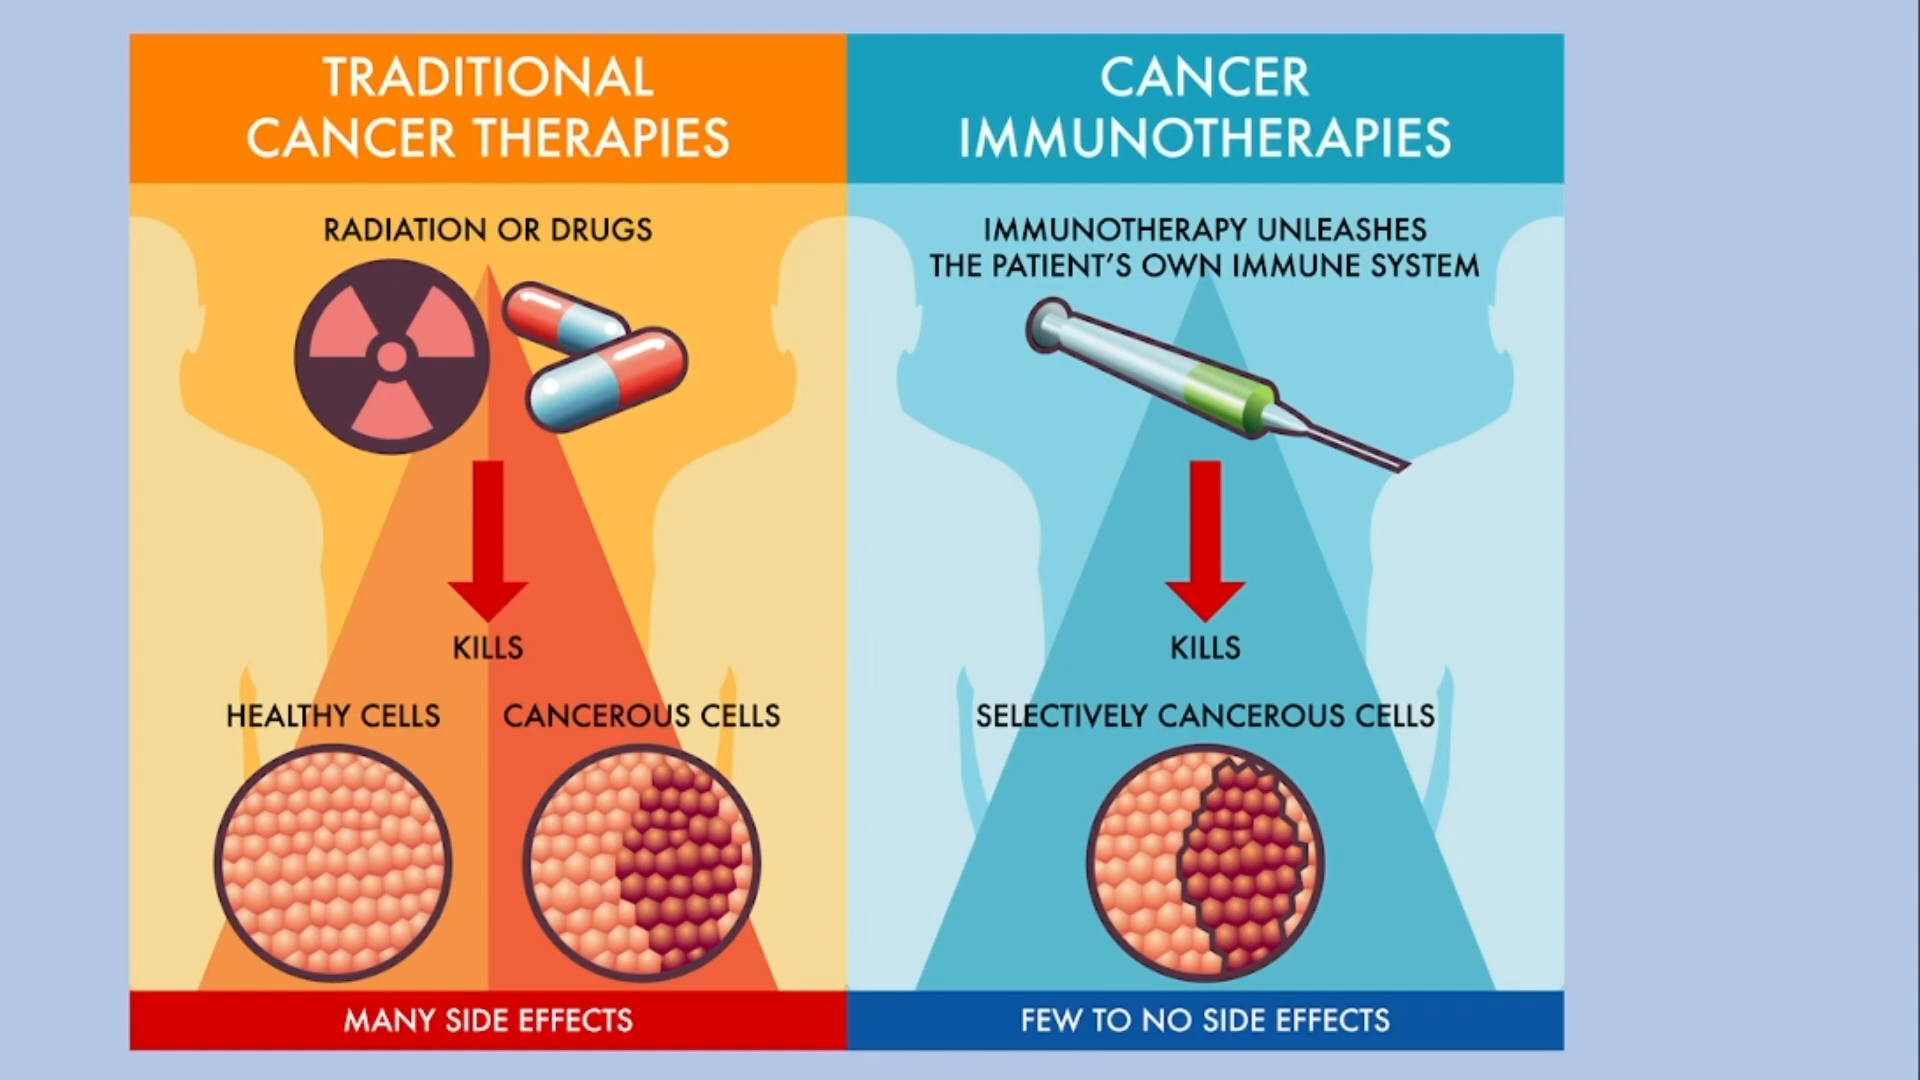 TRADITIONAL
CANCER THERAPIES
RADIATION OR DRUGS
KILLS
HEALTHY CELLS
CANCEROUS CELLS
MANY SIDE EFFECTS
CANCER
IMMUNOTHERAPIES
IMMUNOTHERAPY UNLEASHES
THE PATIENT'S OWN IMMUNE SYSTEM
KILLS
SELECTIVELY CANCEROUS CELLS
FEW TO NO SIDE EFFECTS